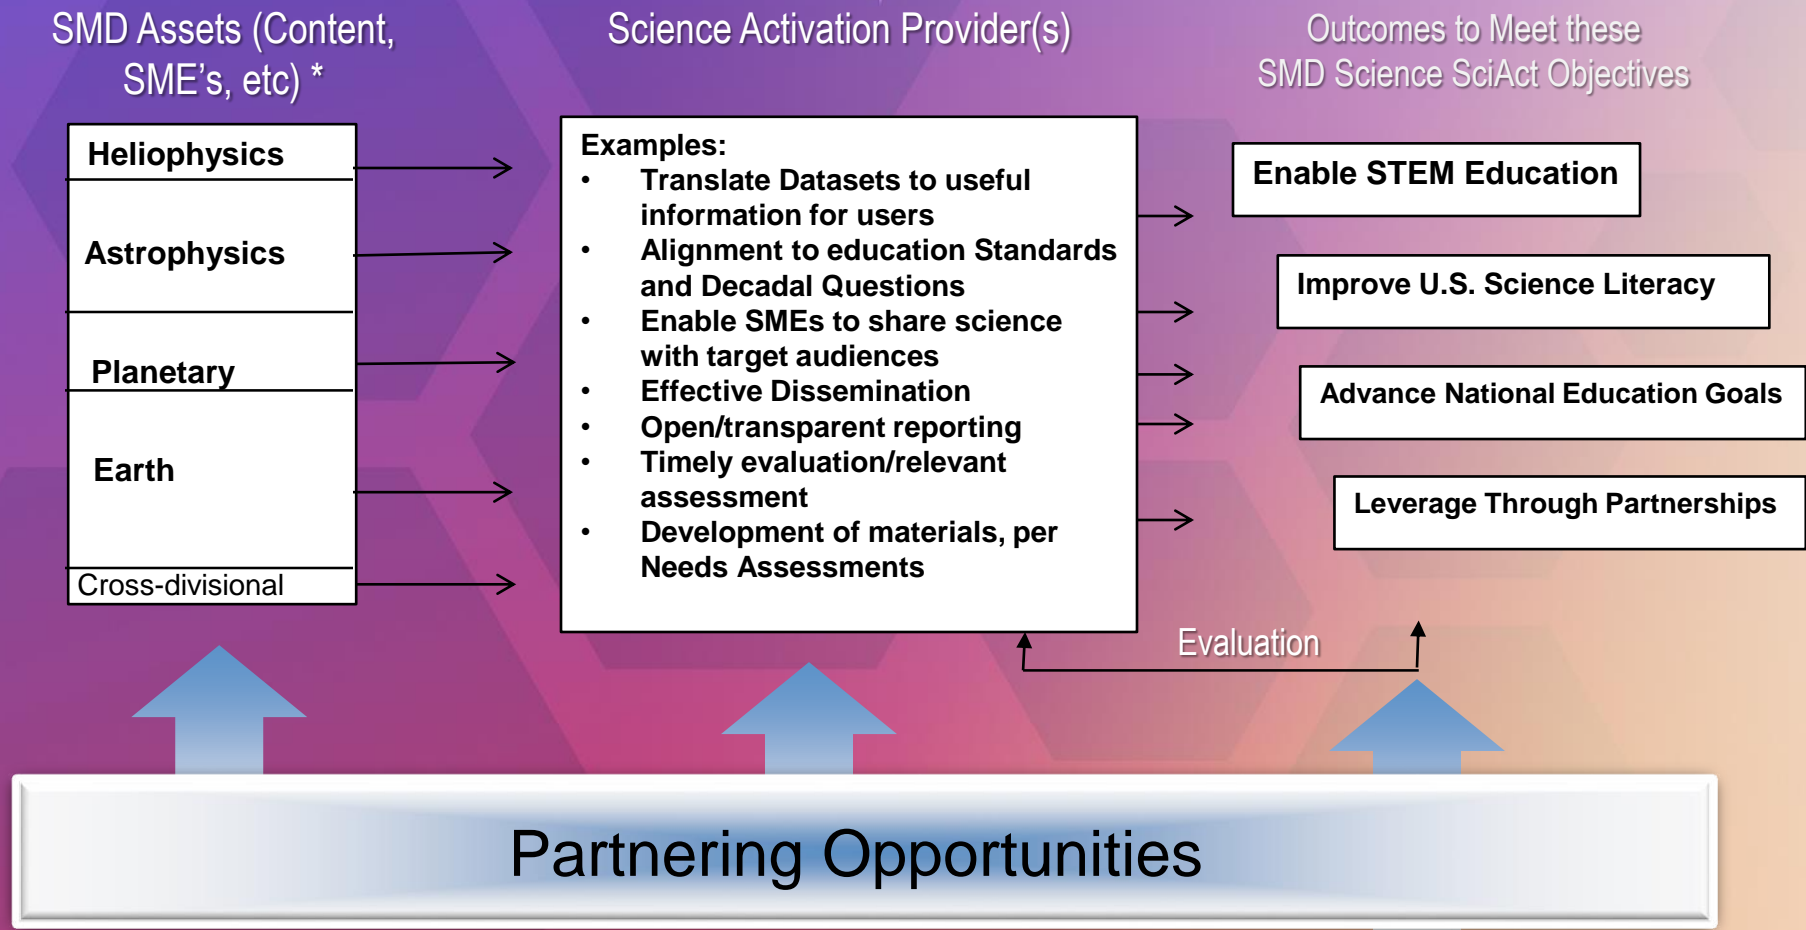 SMD Assets (Content,
SME’s, etc) *
Science Activation Provider(s)
Outcomes to Meet these
SMD Science SciAct Objectives
Heliophysics
Astrophysics
Planetary
Earth
Cross-divisional
Examples:
• Translate Datasets to useful
information for users
• Alignment to education Standards
and Decadal Questions
• Enable SMEs to share science
with target audiences
• Effective Dissemination
• Open/transparent reporting
• Timely evaluation/relevant
assessment
• Development of materials, per
Needs Assessments
Enable STEM Education
Improve U.S. Science Literacy
Advance National Education Goals
Leverage Through Partnerships
Evaluation
Partnering Opportunities